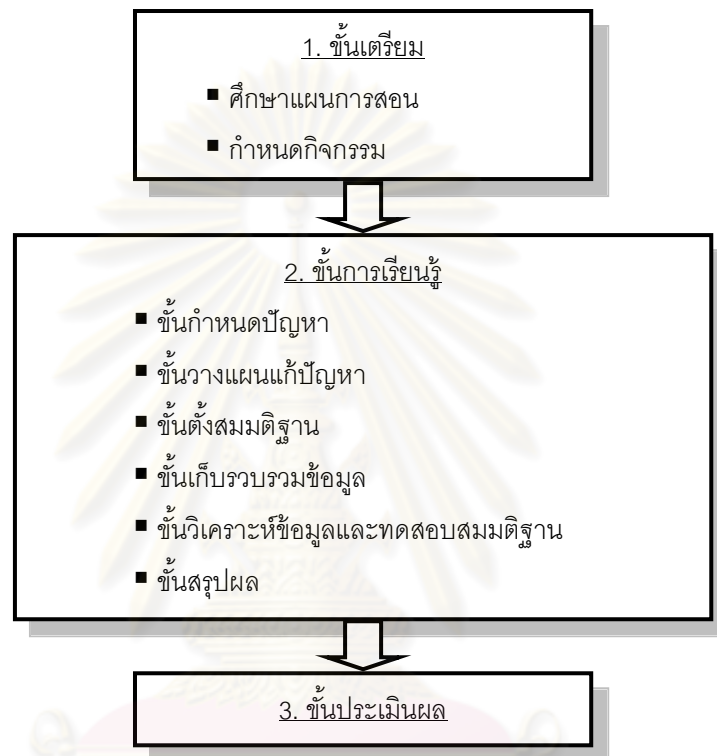 1. ขั้นเตรียม
▪ ศึกษาแผนการสอน
▪ กำหนดกิจกรรม
2. ขั้นการเรียนรู้
▪ ขั้นกำหนดปัญหา
▪ ขั้นวางแผนแก้ปัญหา
▪ ขั้นตั้งสมมติฐาน
▪ ขั้นเก็บรวบรวมข้อมูล
▪ ขั้นวิเคราะห์ข้อมูลและทดสอบสมมติฐาน
▪ ขั้นสรุปผล
3. ขั้นประเมินผล